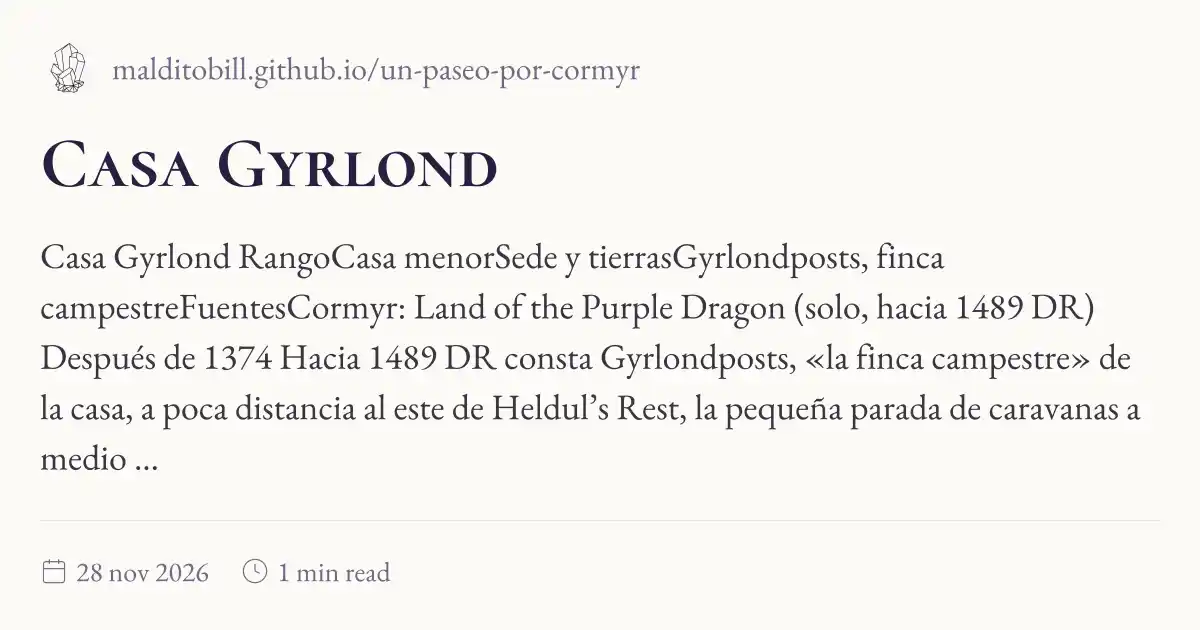 malditobill.github.io/un-paseo-por-cormyr
Casa Gyrlond
Casa Gyrlond RangoCasa menorSede y tierrasGyrlondposts, finca
campestreFuentesCormyr: Land of the Purple Dragon (solo, hacia 1489 DR)
Después de 1374 Hacia 1489 DR consta Gyrlondposts, «la finca campestre» de
la casa, a poca distancia al este de Heldul’s Rest, la pequeña parada de caravanas a
medio ...
28 nov 2026 1 min read